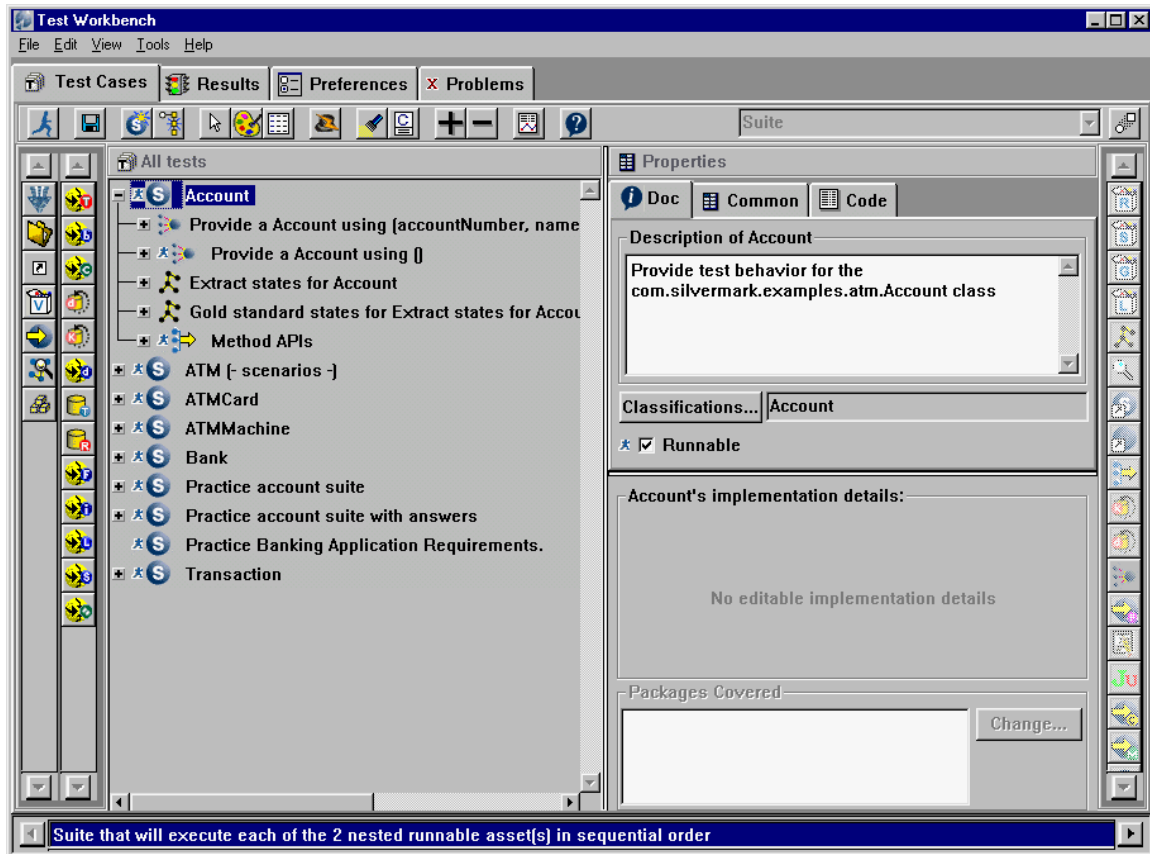 Test Workbench
File Edit View Tools Help
Test Cases Results Preferences X Problems
Suite
All tests
Account
Provide a Account using (accountNumber, name
Provide a Account using ()
Extract states for Account
Gold standard states for Extract states for Accou
Method APIs
ATM (- scenarios -)
ATMCard
ATMMachine
Bank
Practice account suite
Practice account suite with answers
Practice Banking Application Requirements.
Transaction
Properties
Doc Common Code
Description of Account
Provide test behavior for the
com.silvermark.examples.atm.Account class
Classifications... Account
Runnable
Account's implementation details:
No editable implementation details
Packages Covered
Change...
Suite that will execute each of the 2 nested runnable asset(s) in sequential order